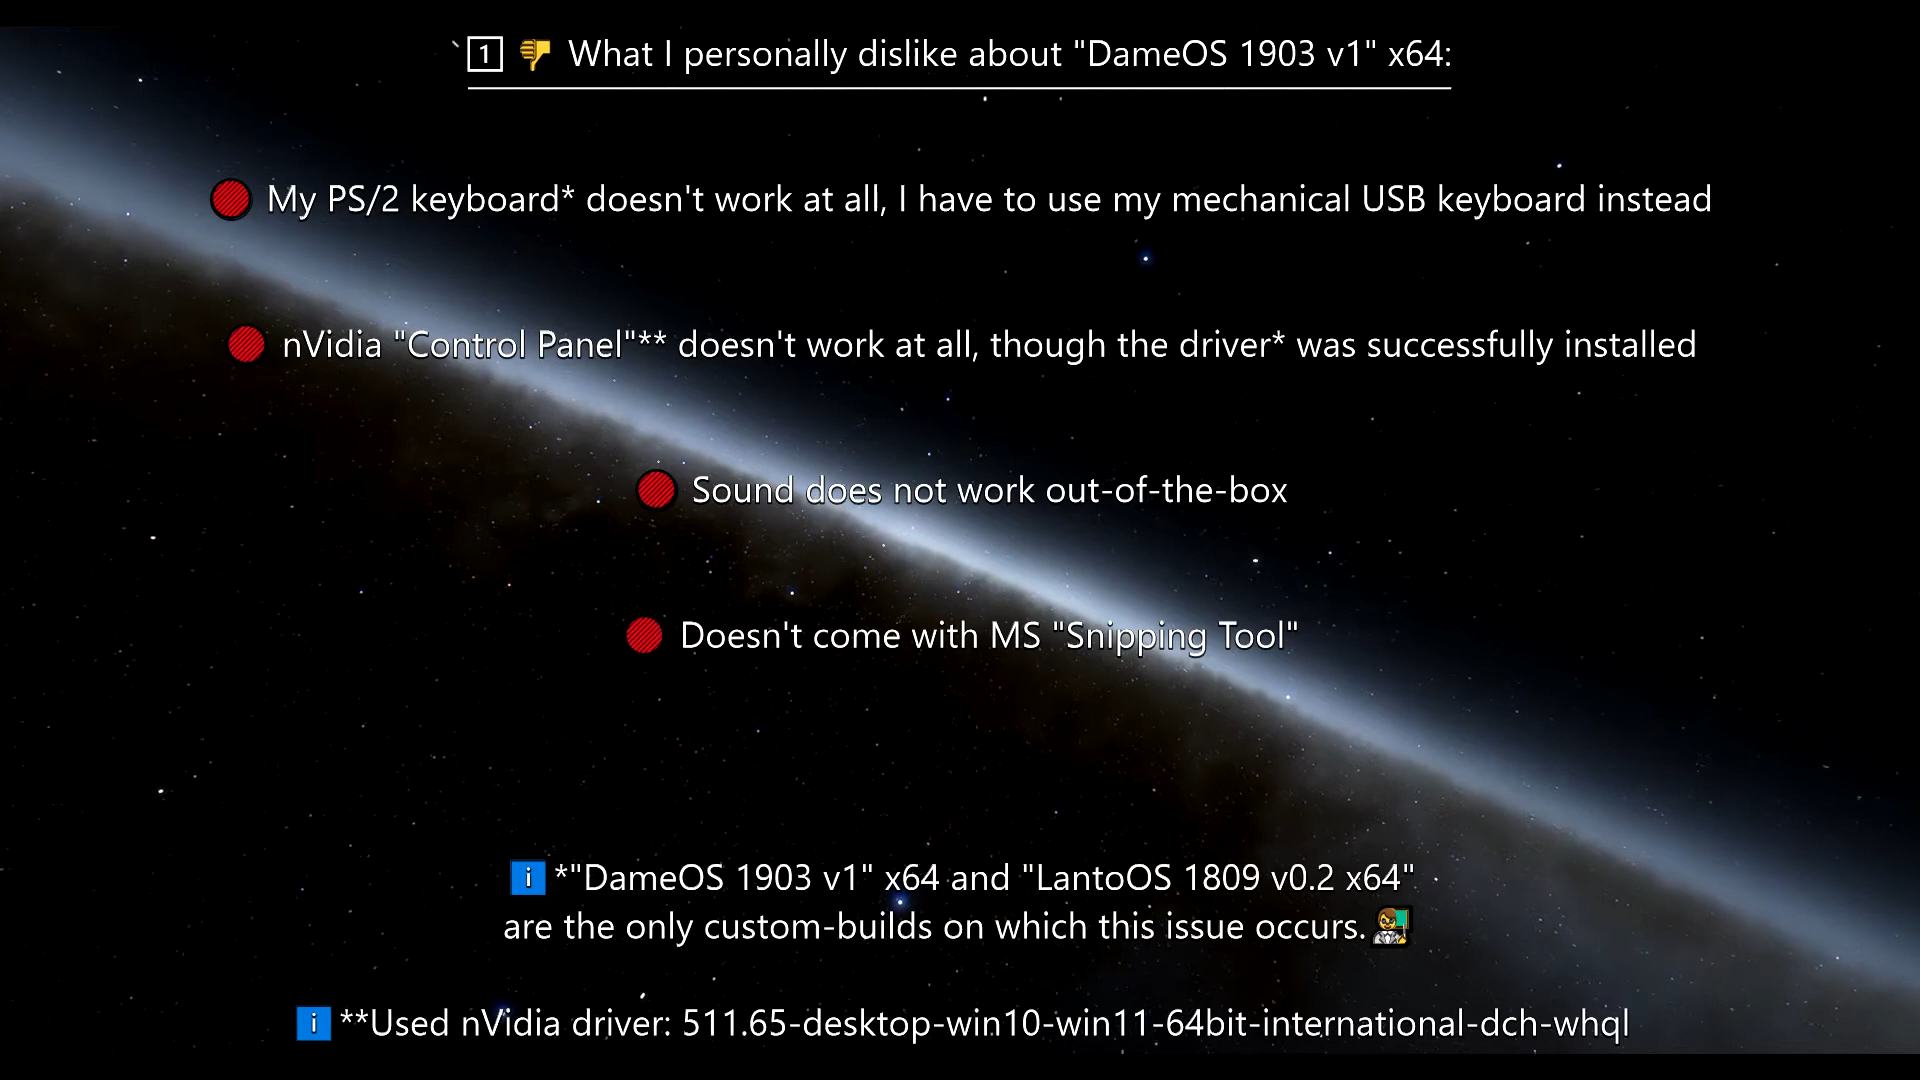 `1 👎 What I personally dislike about "DameOS 1903 v1" x64:
🔴 My PS/2 keyboard* doesn't work at all, I have to use my mechanical USB keyboard instead
🔴 nVidia "Control Panel"** doesn't work at all, though the driver* was successfully installed
🔴 Sound does not work out-of-the-box
🔴 Doesn't come with MS "Snipping Tool"
ℹ *"DameOS 1903 v1" x64 and "LantoOS 1809 v0.2 x64"
are the only custom-builds on which this issue occurs.
ℹ **Used nVidia driver: 511.65-desktop-win10-win11-64bit-international-dch-whql